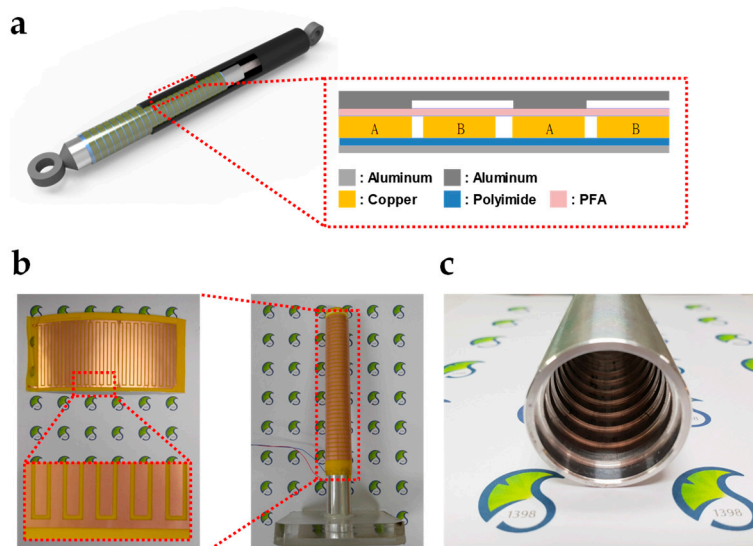 a
A B A B
: Aluminum : Aluminum
: Copper : Polyimide : PFA
b
c
1398
1398